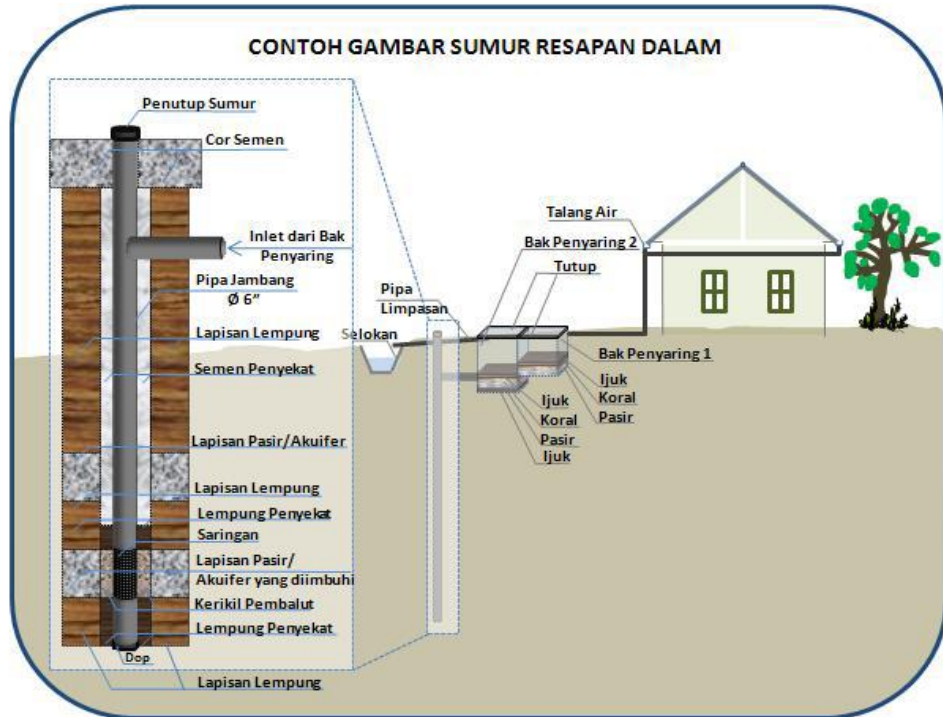 CONTOH GAMBAR SUMUR RESAPAN DALAM
Penutup Sumur
Cor Semen
Inlet dari Bak
Penyaring
Pipa Jambang
Ø 6”
Lapisan Lempung
Semen Penyekat
Lapisan Pasir/Akuifer
Lapisan Lempung
Lempung Penyekat
Saringan
Lapisan Pasir/
Akuifer yang diimbuhi
Kerikil Pembalut
Lempung Penyekat
Dop
Lapisan Lempung
Talang Air
Bak Penyaring 2
Tutup
Pipa
Limpasan
Selokan
Bak Penyaring 1
Ijuk
Koral
Pasir
Ijuk
Koral
Pasir
Ijuk